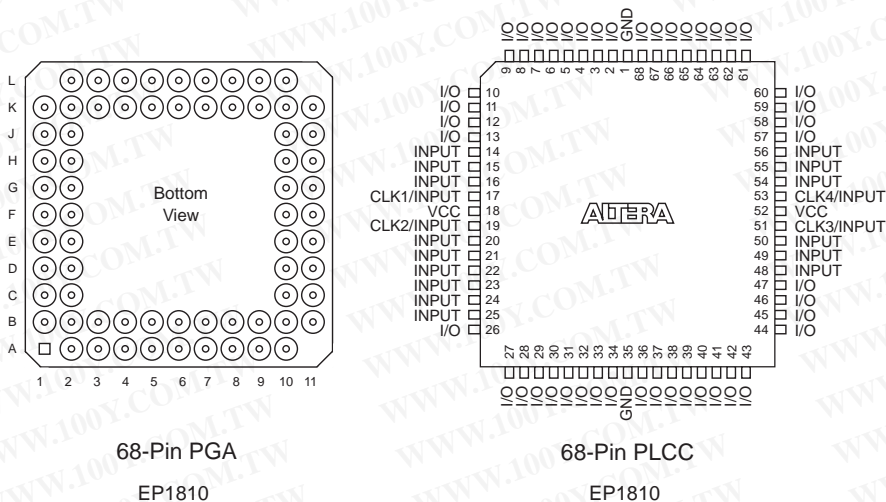 Bottom
View
L
K
J
H
G
F
E
D
C
B
A
1 2 3 4 5 6 7 8 9 10 11
68-Pin PGA
EP1810
I/O I/O I/O I/O I/O I/O I/O I/O GND I/O I/O I/O I/O I/O I/O I/O I/O
9 8 7 6 5 4 3 2 1 68 67 66 65 64 63 62 61
I/O 10
I/O 11
I/O 12
I/O 13
INPUT 14
INPUT 15
INPUT 16
CLK1/INPUT 17
VCC 18
CLK2/INPUT 19
INPUT 20
INPUT 21
INPUT 22
INPUT 23
INPUT 24
INPUT 25
I/O 26
ALTERA
60 I/O
59 I/O
58 I/O
57 I/O
56 INPUT
55 INPUT
54 INPUT
53 CLK4/INPUT
52 VCC
51 CLK3/INPUT
50 INPUT
49 INPUT
48 INPUT
47 I/O
46 I/O
45 I/O
44 I/O
27 28 29 30 31 32 33 34 35 36 37 38 39 40 41 42 43
I/O I/O I/O I/O I/O I/O I/O I/O GND I/O I/O I/O I/O I/O I/O I/O I/O
68-Pin PLCC
EP1810
WWW.100Y.COM.TW